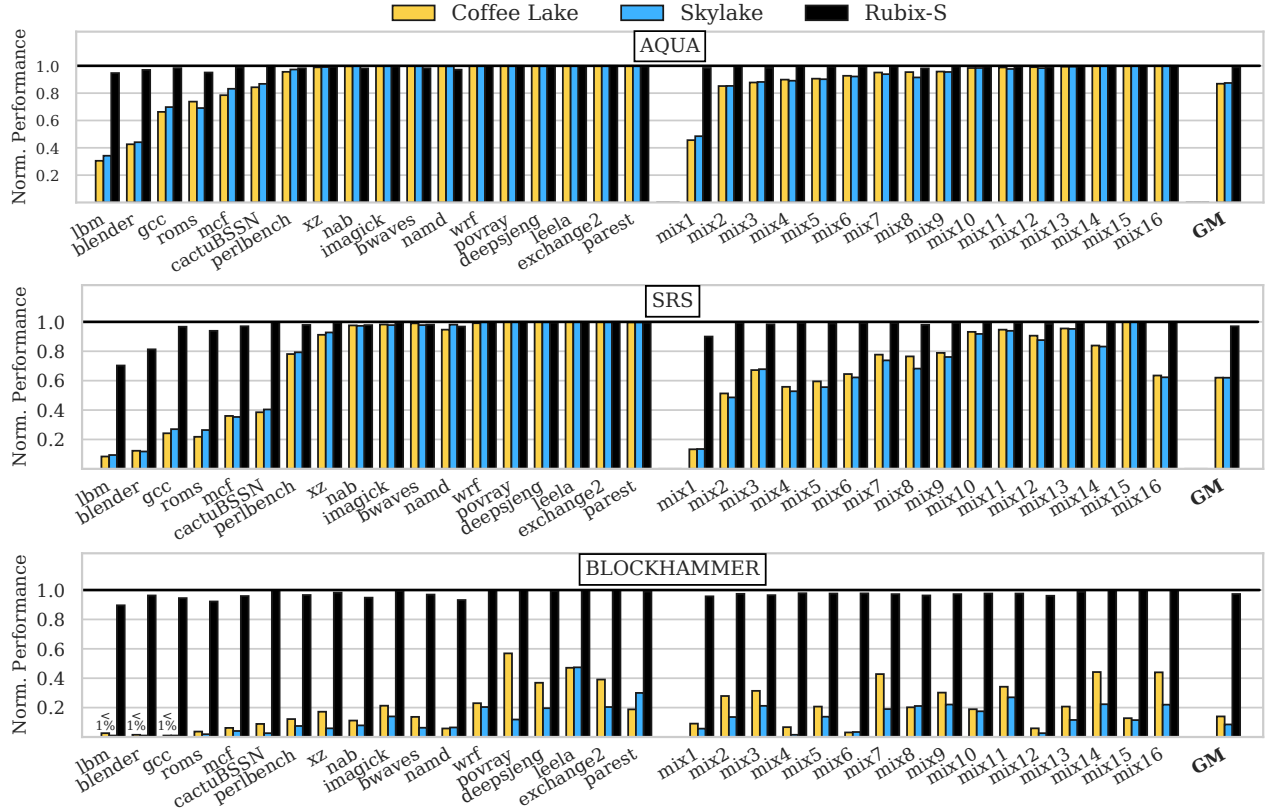 Coffee Lake Skylake Rubix-S
AQUA
Norm. Performance
1.0
0.8
0.6
0.4
0.2
lbm blender gcc roms mcf cactuBSSN perlbench xz nab imagick bwaves namd wrf povray deepsjeng leela exchange2 parest mix1 mix2 mix3 mix4 mix5 mix6 mix7 mix8 mix9 mix10 mix11 mix12 mix13 mix14 mix15 mix16 GM
SRS
Norm. Performance
1.0
0.8
0.6
0.4
0.2
lbm blender gcc roms mcf cactuBSSN perlbench xz nab imagick bwaves namd wrf povray deepsjeng leela exchange2 parest mix1 mix2 mix3 mix4 mix5 mix6 mix7 mix8 mix9 mix10 mix11 mix12 mix13 mix14 mix15 mix16 GM
BLOCKHAMMER
Norm. Performance
1.0
0.8
0.6
0.4
0.2
< < <
1% 1% 1%
lbm blender gcc roms mcf cactuBSSN perlbench xz nab imagick bwaves namd wrf povray deepsjeng leela exchange2 parest mix1 mix2 mix3 mix4 mix5 mix6 mix7 mix8 mix9 mix10 mix11 mix12 mix13 mix14 mix15 mix16 GM